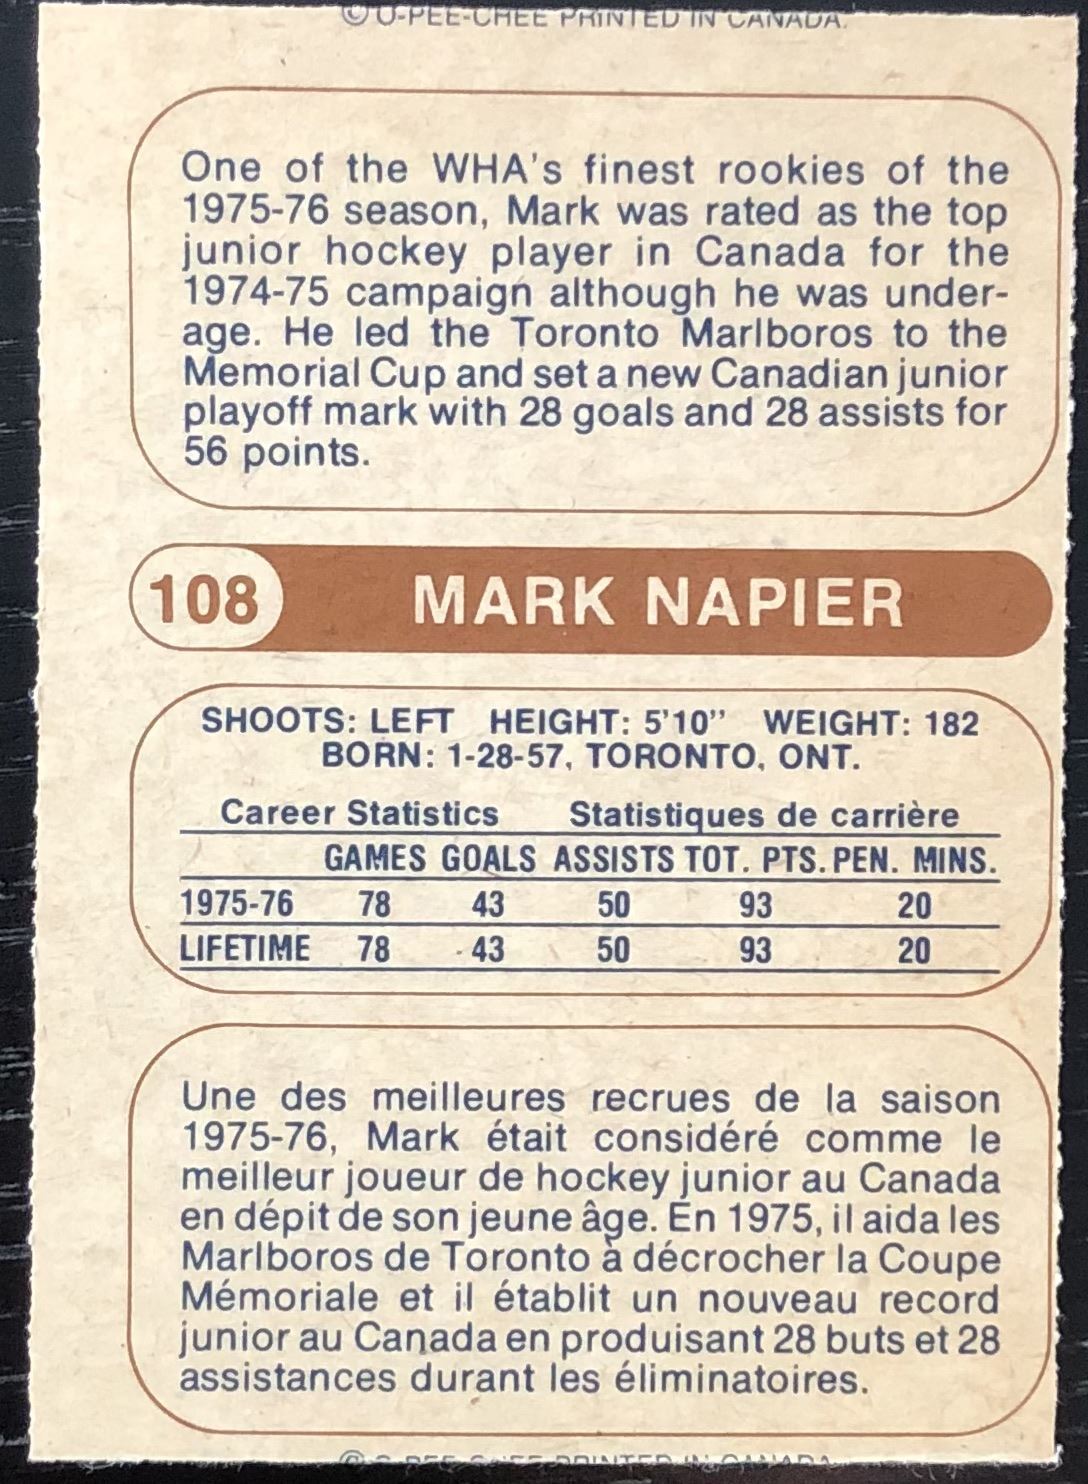 © O-PEE-CHEE PRINTED IN CANADA.
One of the WHA's finest rookies of the
1975-76 season, Mark was rated as the top
junior hockey player in Canada for the
1974-75 campaign although he was under-
age. He led the Toronto Marlboros to the
Memorial Cup and set a new Canadian junior
playoff mark with 28 goals and 28 assists for
56 points.
108 MARK NAPIER
SHOOTS: LEFT HEIGHT: 5'10" WEIGHT: 182
BORN: 1-28-57, TORONTO, ONT.
Career Statistics Statistiques de carrière
GAMES GOALS ASSISTS TOT. PTS. PEN. MINS.
1975-76 78 43 50 93 20
LIFETIME 78 43 50 93 20
Une des meilleures recrues de la saison
1975-76, Mark était considéré comme le
meilleur joueur de hockey junior au Canada
en dépit de son jeune âge. En 1975, il aida les
Marlboros de Toronto à décrocher la Coupe
Mémoriale et il établit un nouveau record
junior au Canada en produisant 28 buts et 28
assistances durant les éliminatoires.
© O-PEE-CHEE PRINTED IN CANADA